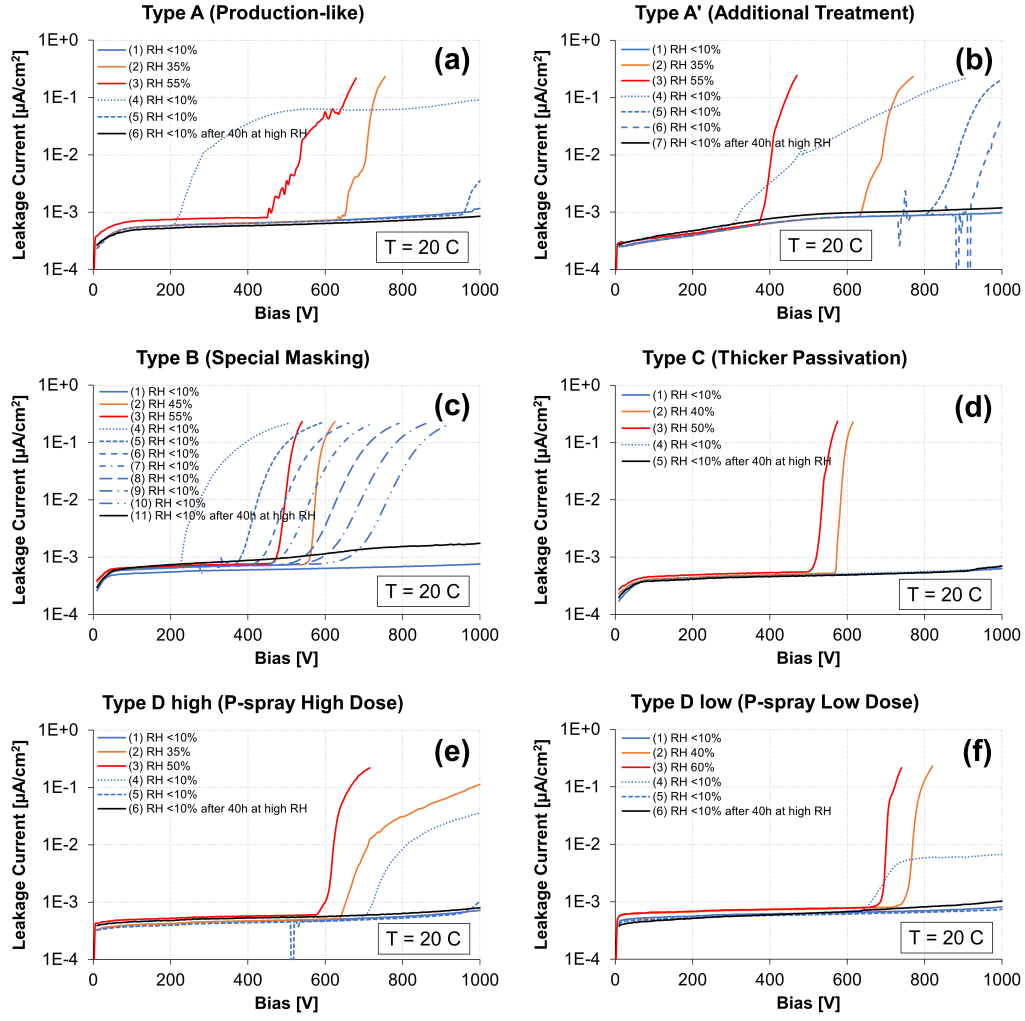 Type A (Production-like)
(a)
Leakage Current [µA/cm²]
1E+0
1E-1
1E-2
1E-3
1E-4
(1) RH <10%
(2) RH 35%
(3) RH 55%
(4) RH <10%
(5) RH <10%
(6) RH <10% after 40h at high RH
T = 20 C
0 200 400 600 800 1000
Bias [V]
Type A' (Additional Treatment)
(b)
Leakage Current [µA/cm²]
1E+0
1E-1
1E-2
1E-3
1E-4
(1) RH <10%
(2) RH 35%
(3) RH 55%
(4) RH <10%
(5) RH <10%
(6) RH <10%
(7) RH <10% after 40h at high RH
T = 20 C
0 200 400 600 800 1000
Bias [V]
Type B (Special Masking)
(c)
Leakage Current [µA/cm²]
1E+0
1E-1
1E-2
1E-3
1E-4
(1) RH <10%
(2) RH 45%
(3) RH 55%
(4) RH <10%
(5) RH <10%
(6) RH <10%
(7) RH <10%
(8) RH <10%
(9) RH <10%
(10) RH <10%
(11) RH <10% after 40h at high RH
T = 20 C
0 200 400 600 800 1000
Bias [V]
Type C (Thicker Passivation)
(d)
Leakage Current [µA/cm²]
1E+0
1E-1
1E-2
1E-3
1E-4
(1) RH <10%
(2) RH 40%
(3) RH 50%
(4) RH <10%
(5) RH <10% after 40h at high RH
T = 20 C
0 200 400 600 800 1000
Bias [V]
Type D high (P-spray High Dose)
(e)
Leakage Current [µA/cm²]
1E+0
1E-1
1E-2
1E-3
1E-4
(1) RH <10%
(2) RH 35%
(3) RH 50%
(4) RH <10%
(5) RH <10%
(6) RH <10% after 40h at high RH
T = 20 C
0 200 400 600 800 1000
Bias [V]
Type D low (P-spray Low Dose)
(f)
Leakage Current [µA/cm²]
1E+0
1E-1
1E-2
1E-3
1E-4
(1) RH <10%
(2) RH 40%
(3) RH 60%
(4) RH <10%
(5) RH <10%
(6) RH <10% after 40h at high RH
T = 20 C
0 200 400 600 800 1000
Bias [V]